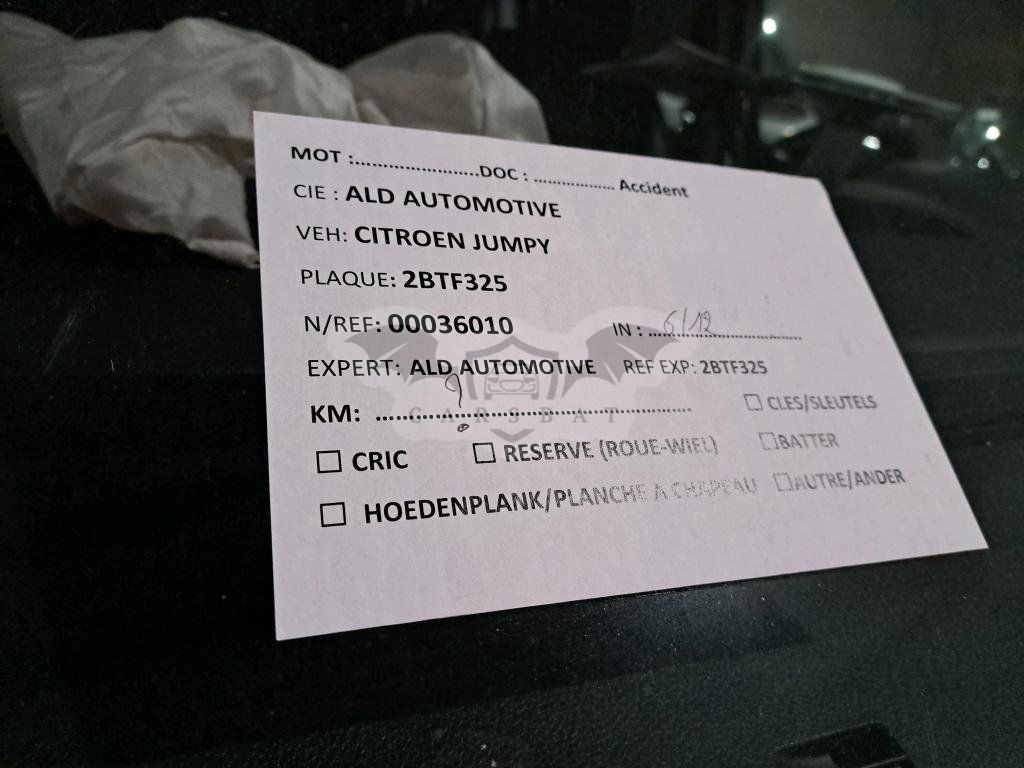 MOT :........................DOC : ................ Accident
CIE : ALD AUTOMOTIVE
VEH: CITROEN JUMPY
PLAQUE: 2BTF325
N/REF: 00036010 IN : ... 6/12 ...................
EXPERT: ALD AUTOMOTIVE REF EXP: 2BTF325
KM: ............ ? ........................................ ☐ CLES/SLEUTELS
CARSBAT
☐ CRIC ☐ RESERVE (ROUE-WIEL) ☐BATTER
☐ HOEDENPLANK/PLANCHE A CHAPEAU ☐AUTRE/ANDER